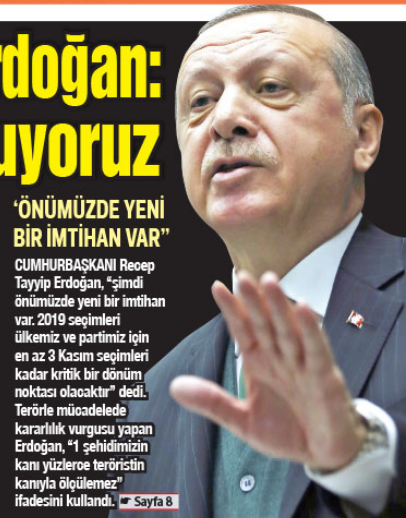 rdoğan:
uyoruz
‘ÖNÜMÜZDE YENİ
BİR İMTİHAN VAR”
CUMHURBAŞKANI Recep
Tayyip Erdoğan, “şimdi
önümüzde yeni bir imtihan
var. 2019 seçimleri
ülkemiz ve partimiz için
en az 3 Kasım seçimleri
kadar kritik bir dönüm
noktası olacaktır” dedi.
Terörle mücadelede
kararlılık vurgusu yapan
Erdoğan, “1 şehidimizin
kanı yüzlerce teröristin
kanıyla ölçülemez”
ifadesini kullandı. ☛ Sayfa 8